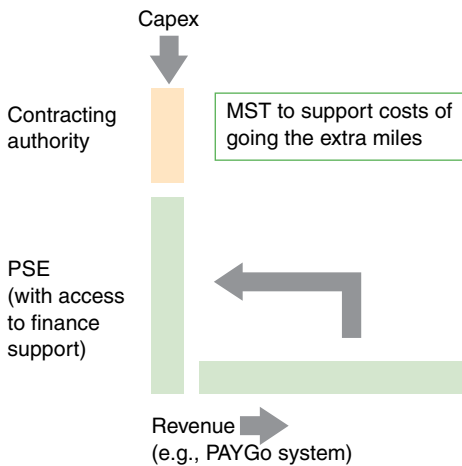 Capex
Contracting
authority
MST to support costs of
going the extra miles
PSE
(with access
to finance
support)
Revenue
(e.g., PAYGo system)